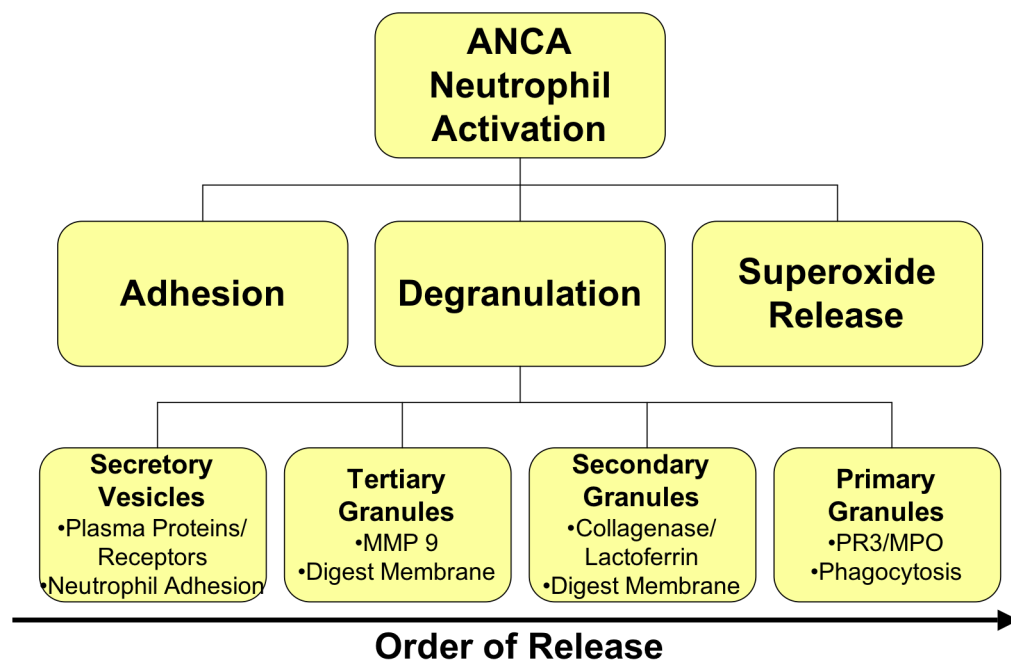 ANCA
Neutrophil
Activation
Adhesion
Degranulation
Superoxide
Release
Secretory
Vesicles
•Plasma Proteins/
Receptors
•Neutrophil Adhesion
Tertiary
Granules
•MMP 9
•Digest Membrane
Secondary
Granules
•Collagenase/
Lactoferrin
•Digest Membrane
Primary
Granules
•PR3/MPO
•Phagocytosis
Order of Release